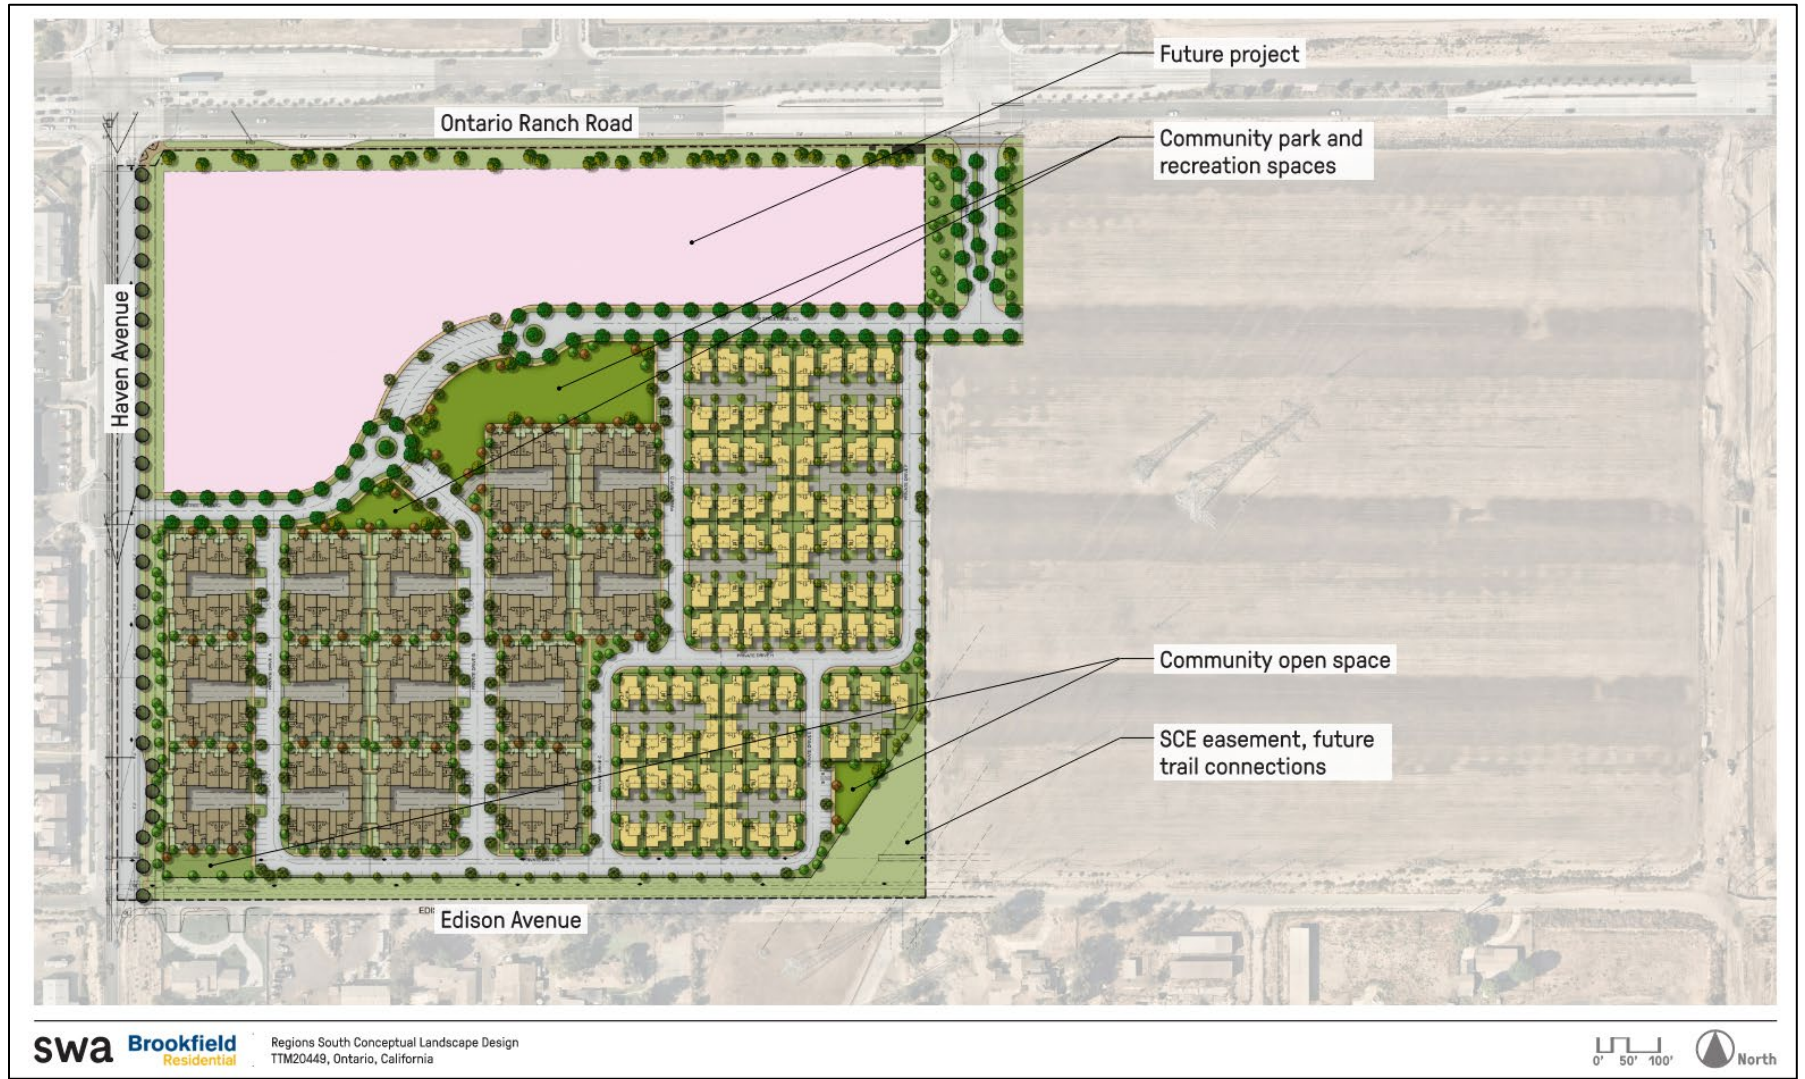 Future project
Ontario Ranch Road
Community park and
recreation spaces
Haven Avenue
Community open space
SCE easement, future
trail connections
EDI
Edison Avenue
swa
Brookfield
Residential
Regions South Conceptual Landscape Design
TTM20449, Ontario, California
0' 50' 100'
North